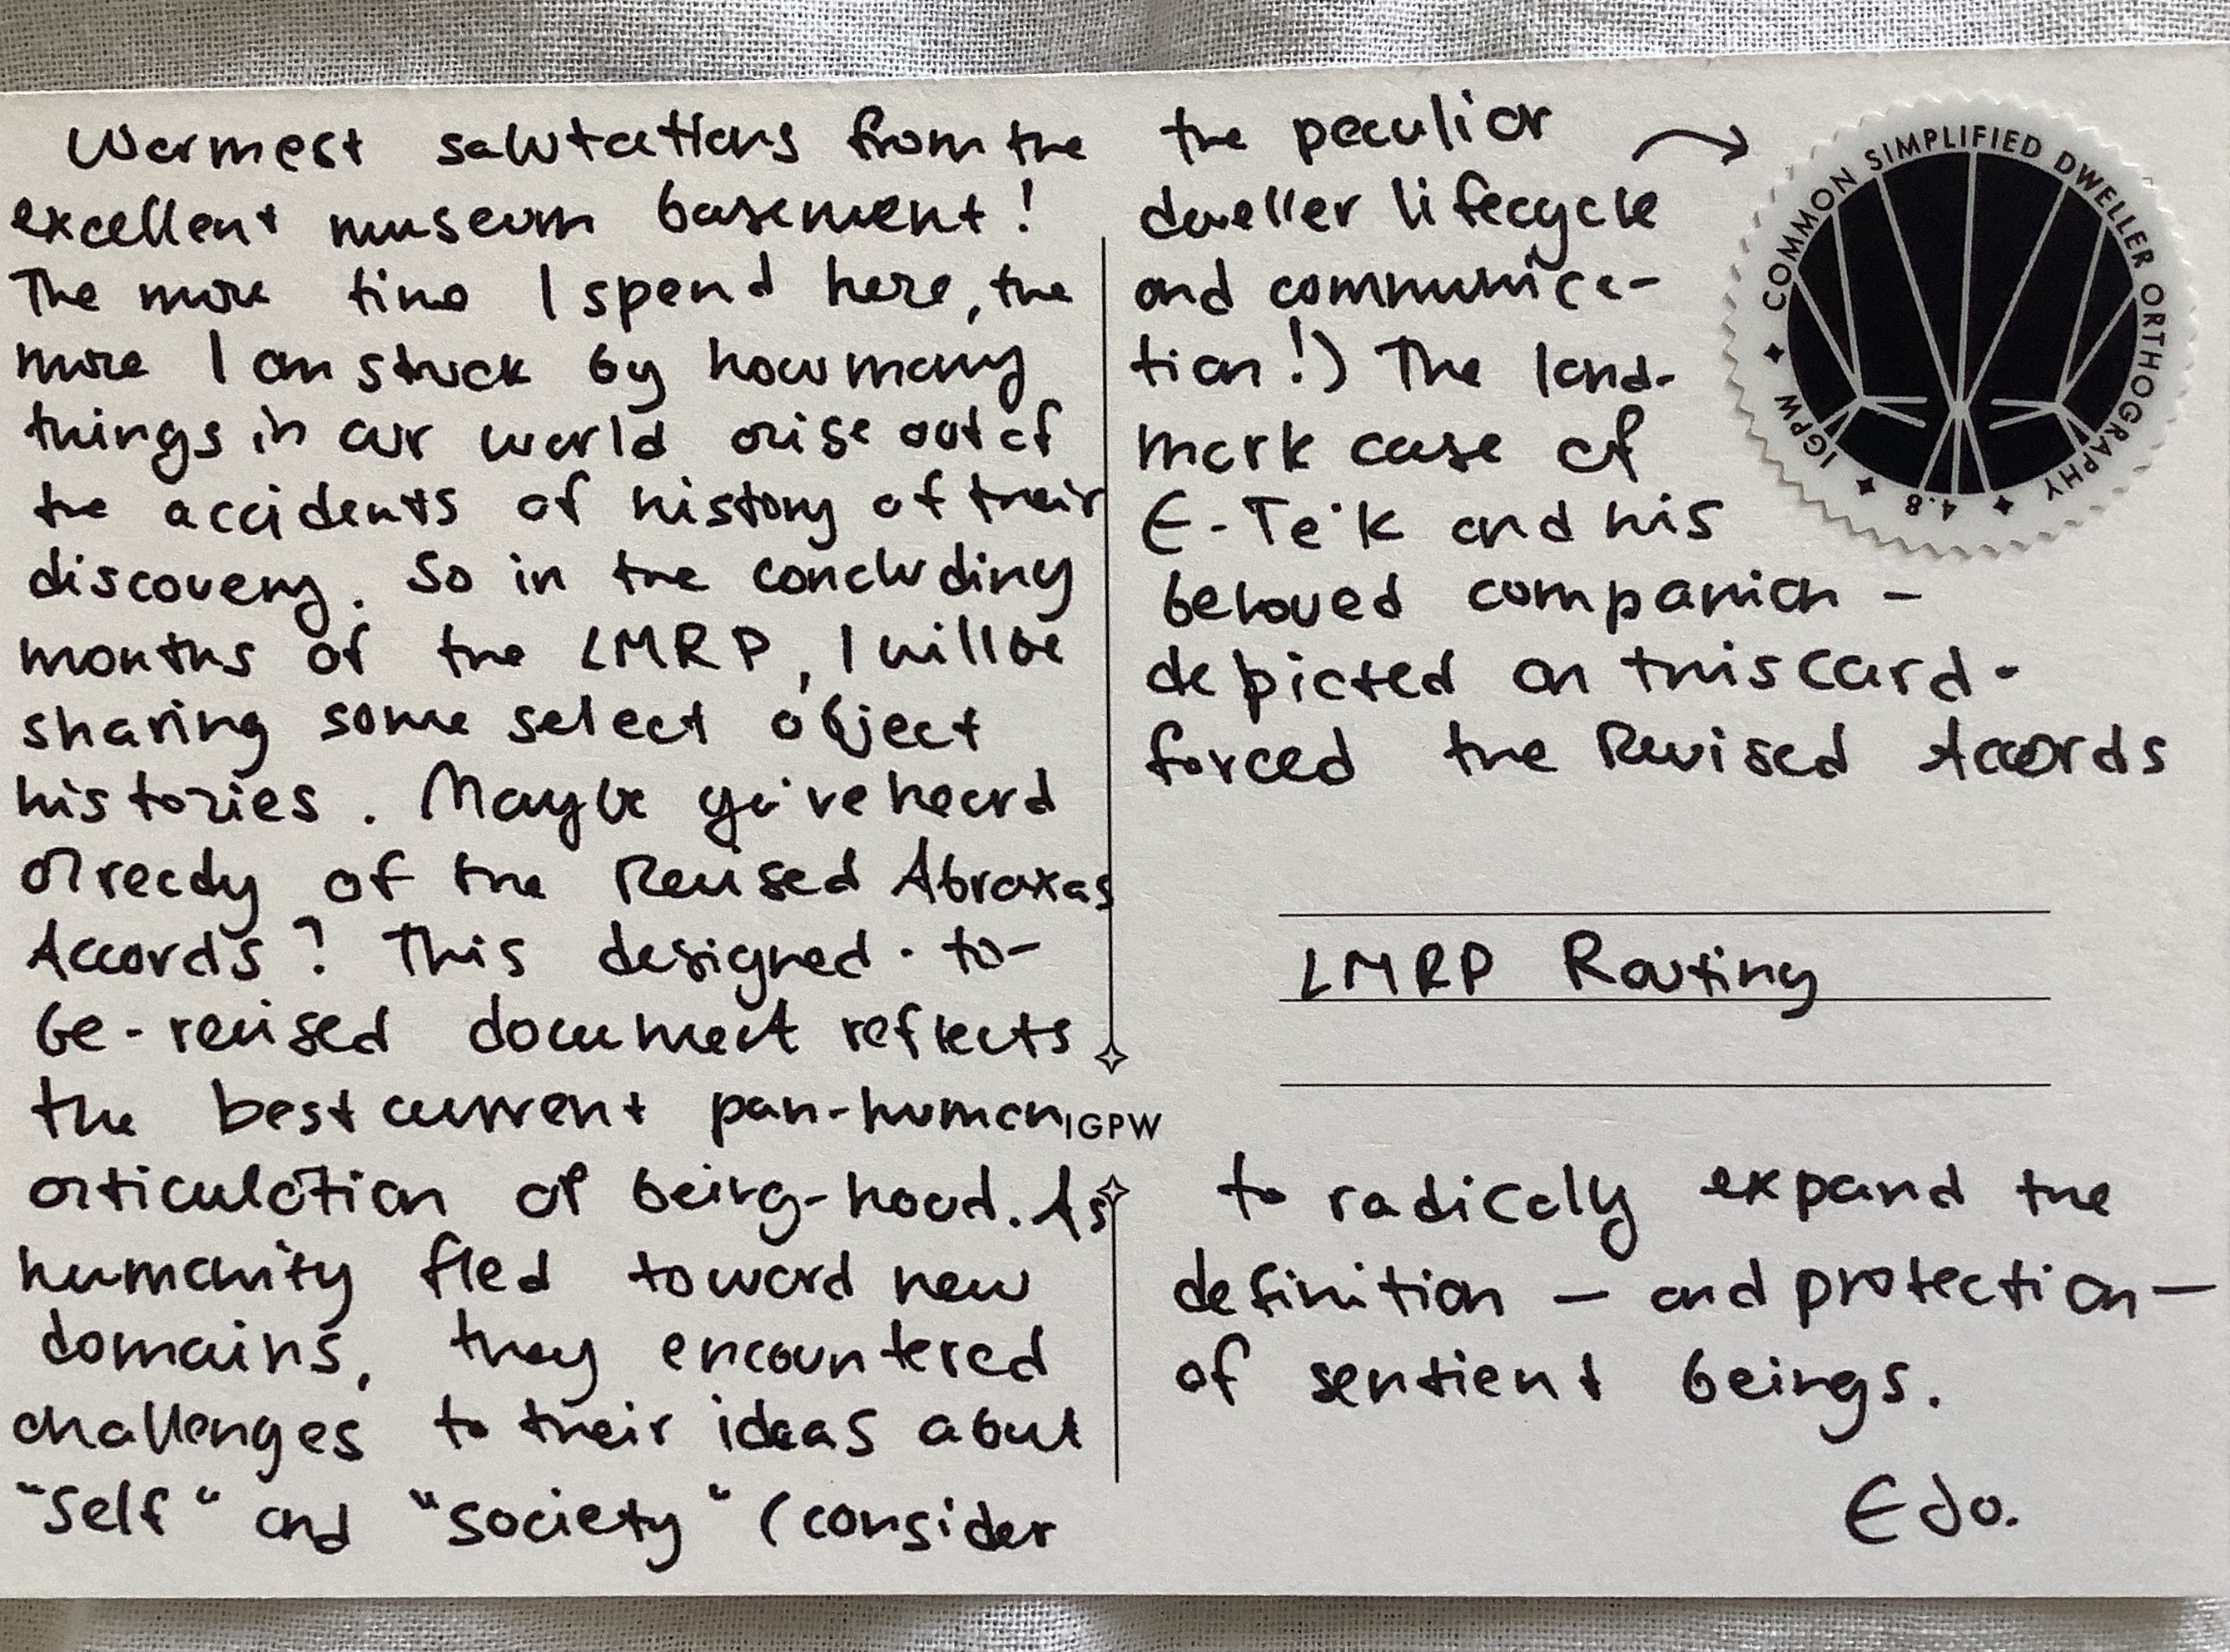 Warmest salutations from the
excellent museum basement!
The more time I spend here, the
more I am struck by how many
things in our world arise out of
the accidents of history of their
discovery. So in the concluding
months of the LMRP, I will be
sharing some select object
histories. Maybe you've heard
already of the Revised Abraxas
Accords? This designed-to-
be-revised document reflects
the best current pan-human
articulation of being-hood. As
humanity fled toward new
domains, they encountered
challenges to their ideas about
"Self" and "society" (consider
IGPW
the peculiar →
dweller lifecycle
and communica-
tion!) The land-
mark case of
E-Te'k and his
beloved companion -
depicted on this card -
forced the Revised Accords
COMMON SIMPLIFIED DWELLER ORTHOGRAPHY ✦ 4.8 ✦ IGPW ✦
LMRP Routing
to radically expand the
definition — and protection —
of sentient beings.
Edo.